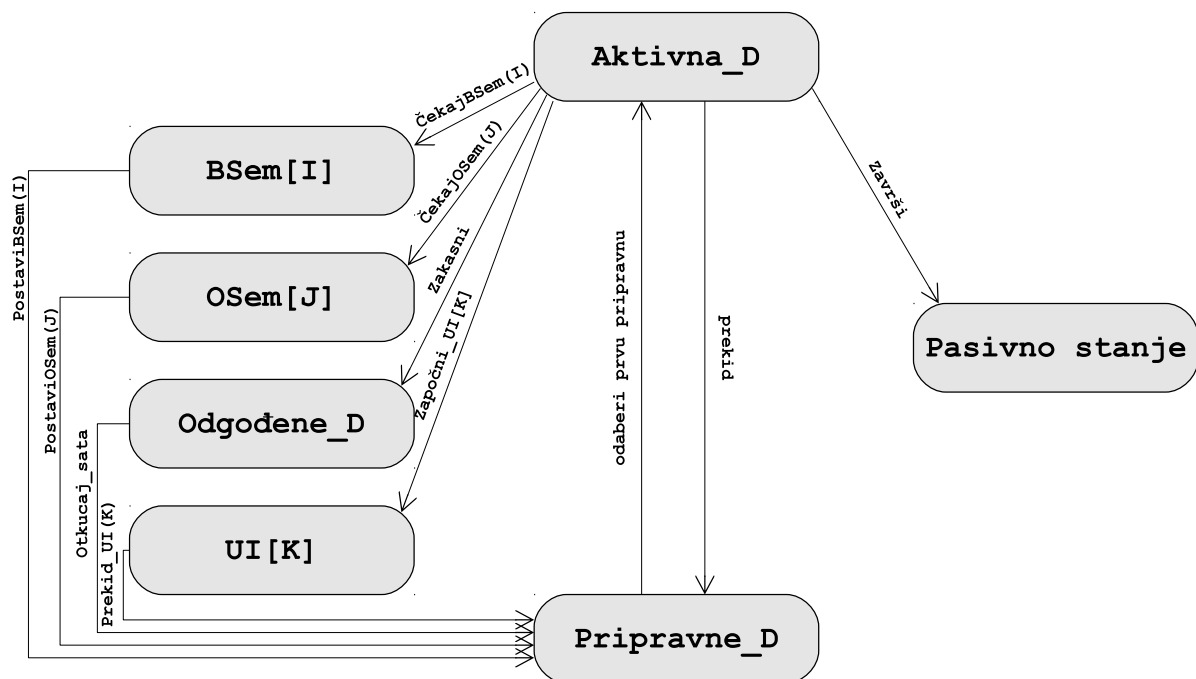 Aktivna_D
ČekajBSem(I)
BSem[I]
PostaviBSem(I)
ČekajOSem(J)
Završi
Zakasni
OSem[J]
PostaviOSem(J)
Započni_UI[K]
odaberi prvu pripravnu
prekid
Pasivno stanje
Odgođene_D
Otkucaj_sata
Prekid_UI(K)
UI[K]
Pripravne_D